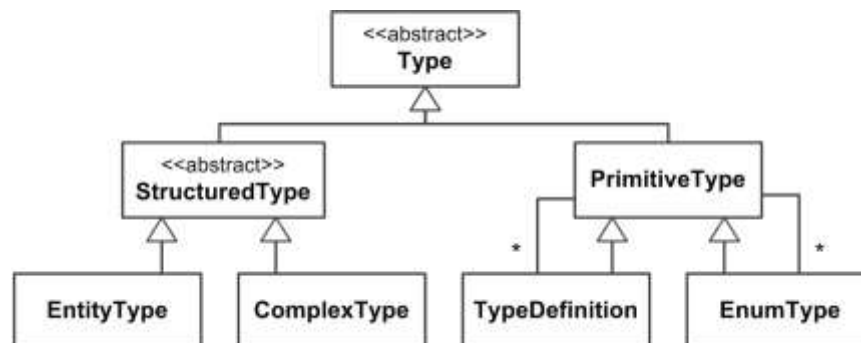 <<abstract>>
Type
<<abstract>>
StructuredType
PrimitiveType
*
*
EntityType
ComplexType
TypeDefinition
EnumType